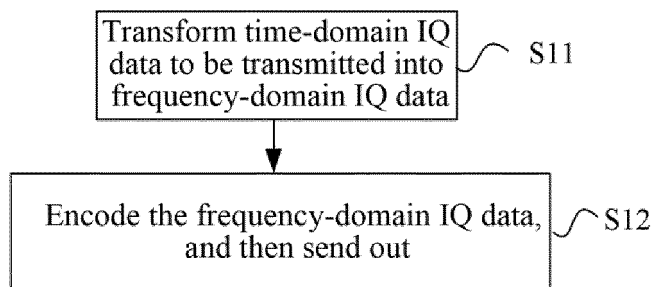 Transform time-domain IQ
data to be transmitted into
frequency-domain IQ data
S11
Encode the frequency-domain IQ data,
and then send out
S12